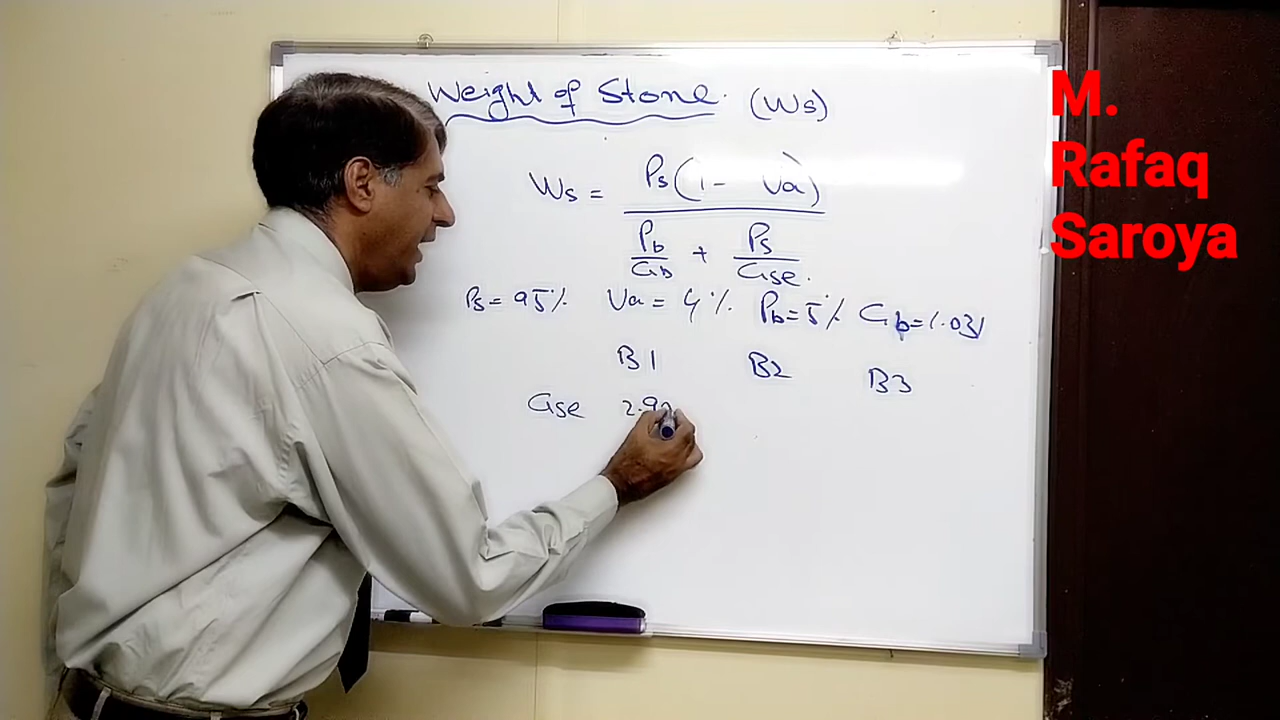 Weight of Stone. (Ws)
Ws = Ps (1 - Va)
Pb/Gb + Ps/Gse.
Ps = 95% Va = 4% Pb = 5% Gb = 1.031
B1 B2 B3
Gse
M.
Rafaq
Saroya